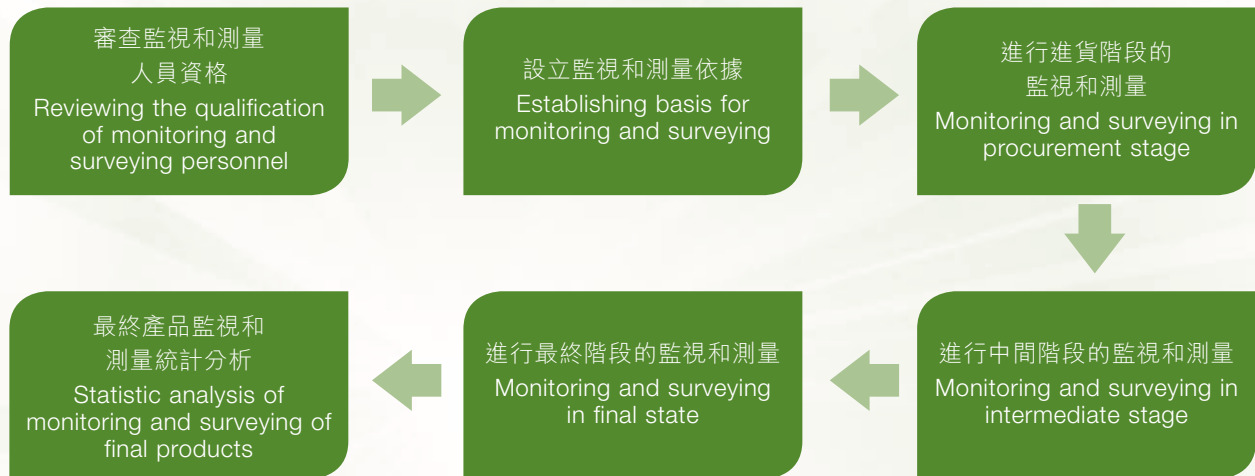 審查監視和測量
人員資格
Reviewing the qualification
of monitoring and
surveying personnel
設立監視和測量依據
Establishing basis for
monitoring and surveying
進行進貨階段的
監視和測量
Monitoring and surveying in
procurement stage
進行中間階段的監視和測量
Monitoring and surveying in
intermediate stage
進行最終階段的監視和測量
Monitoring and surveying
in final state
最終產品監視和
測量統計分析
Statistic analysis of
monitoring and surveying of
final products